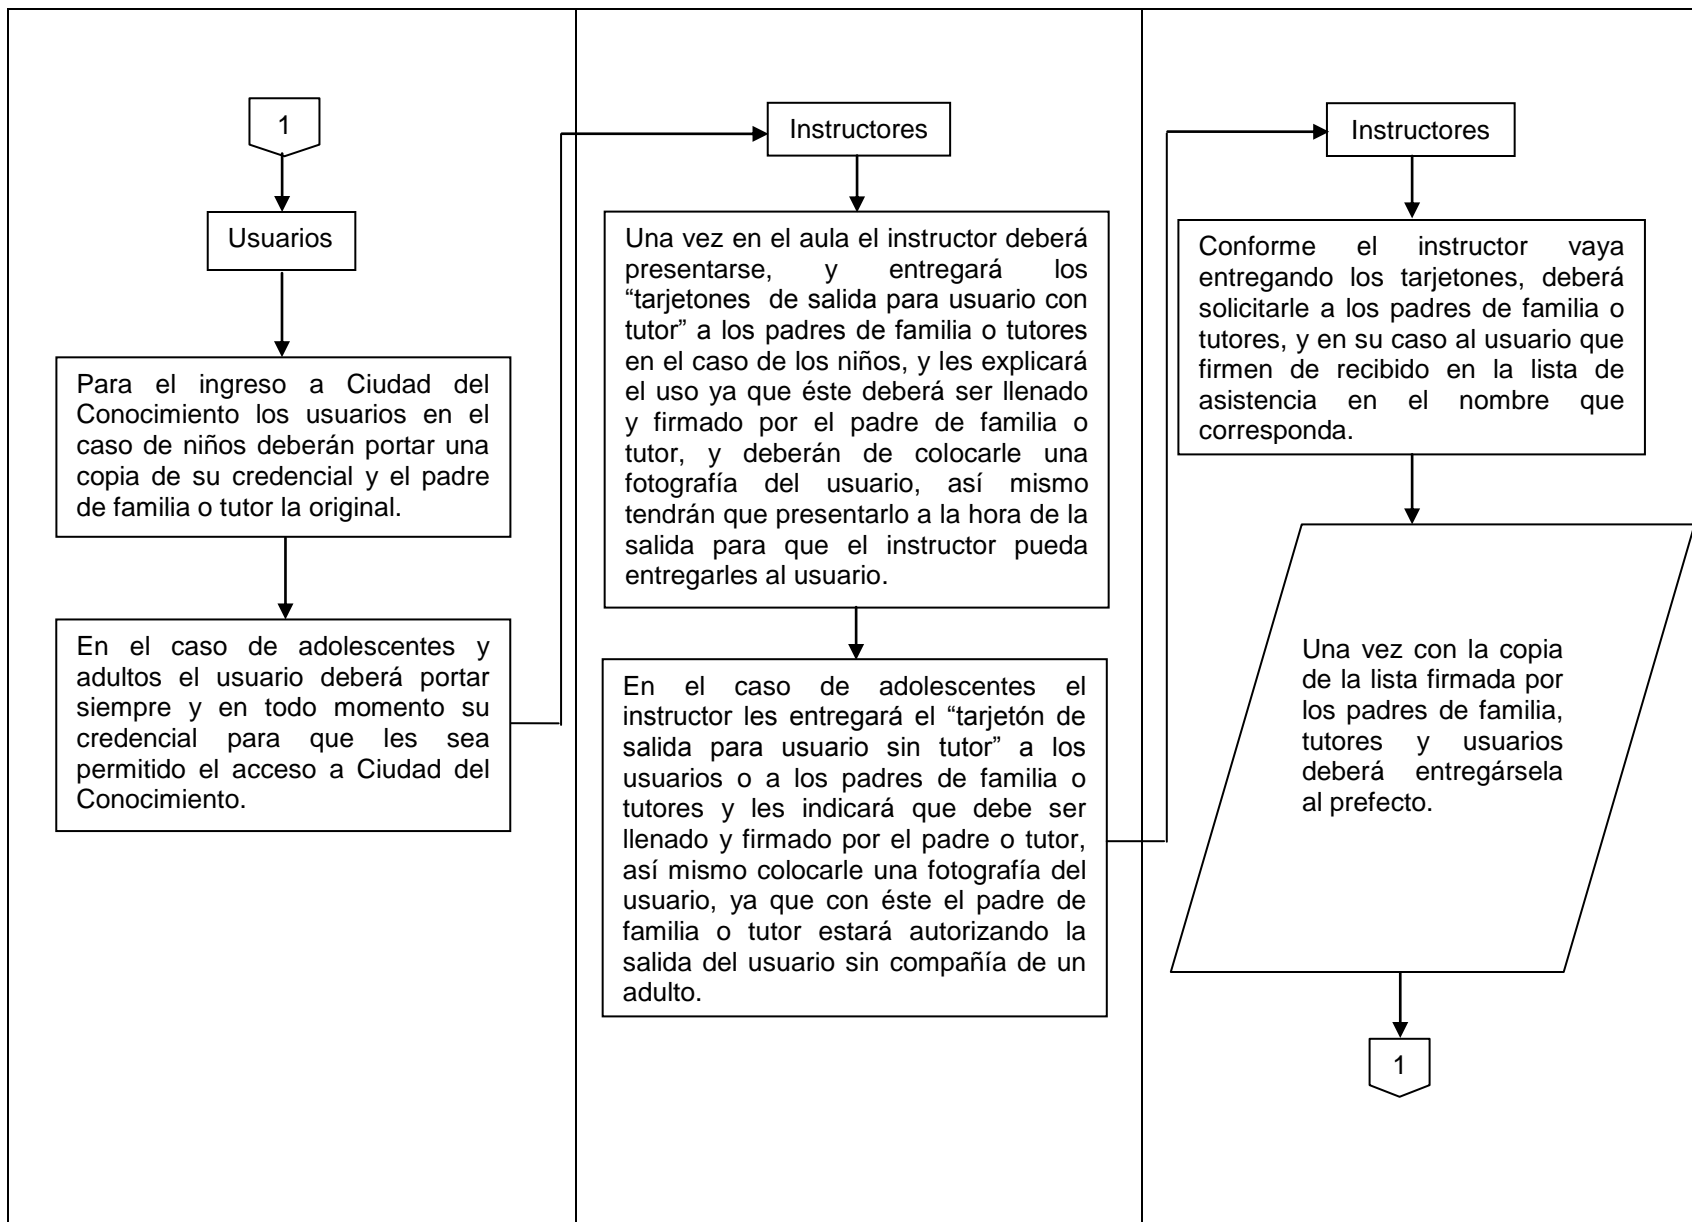 1
Usuarios
Para el ingreso a Ciudad del
Conocimiento los usuarios en el
caso de niños deberán portar una
copia de su credencial y el padre
de familia o tutor la original.
En el caso de adolescentes y
adultos el usuario deberá portar
siempre y en todo momento su
credencial para que les sea
permitido el acceso a Ciudad del
Conocimiento.
Instructores
Una vez en el aula el instructor deberá
presentarse, y entregará los
“tarjetones de salida para usuario con
tutor” a los padres de familia o tutores
en el caso de los niños, y les explicará
el uso ya que éste deberá ser llenado
y firmado por el padre de familia o
tutor, y deberán de colocarle una
fotografía del usuario, así mismo
tendrán que presentarlo a la hora de la
salida para que el instructor pueda
entregarles al usuario.
En el caso de adolescentes el
instructor les entregará el “tarjetón de
salida para usuario sin tutor” a los
usuarios o a los padres de familia o
tutores y les indicará que debe ser
llenado y firmado por el padre o tutor,
así mismo colocarle una fotografía del
usuario, ya que con éste el padre de
familia o tutor estará autorizando la
salida del usuario sin compañía de un
adulto.
Instructores
Conforme el instructor vaya
entregando los tarjetones, deberá
solicitarle a los padres de familia o
tutores, y en su caso al usuario que
firmen de recibido en la lista de
asistencia en el nombre que
corresponda.
Una vez con la copia
de la lista firmada por
los padres de familia,
tutores y usuarios
deberá entregársela
al prefecto.
1